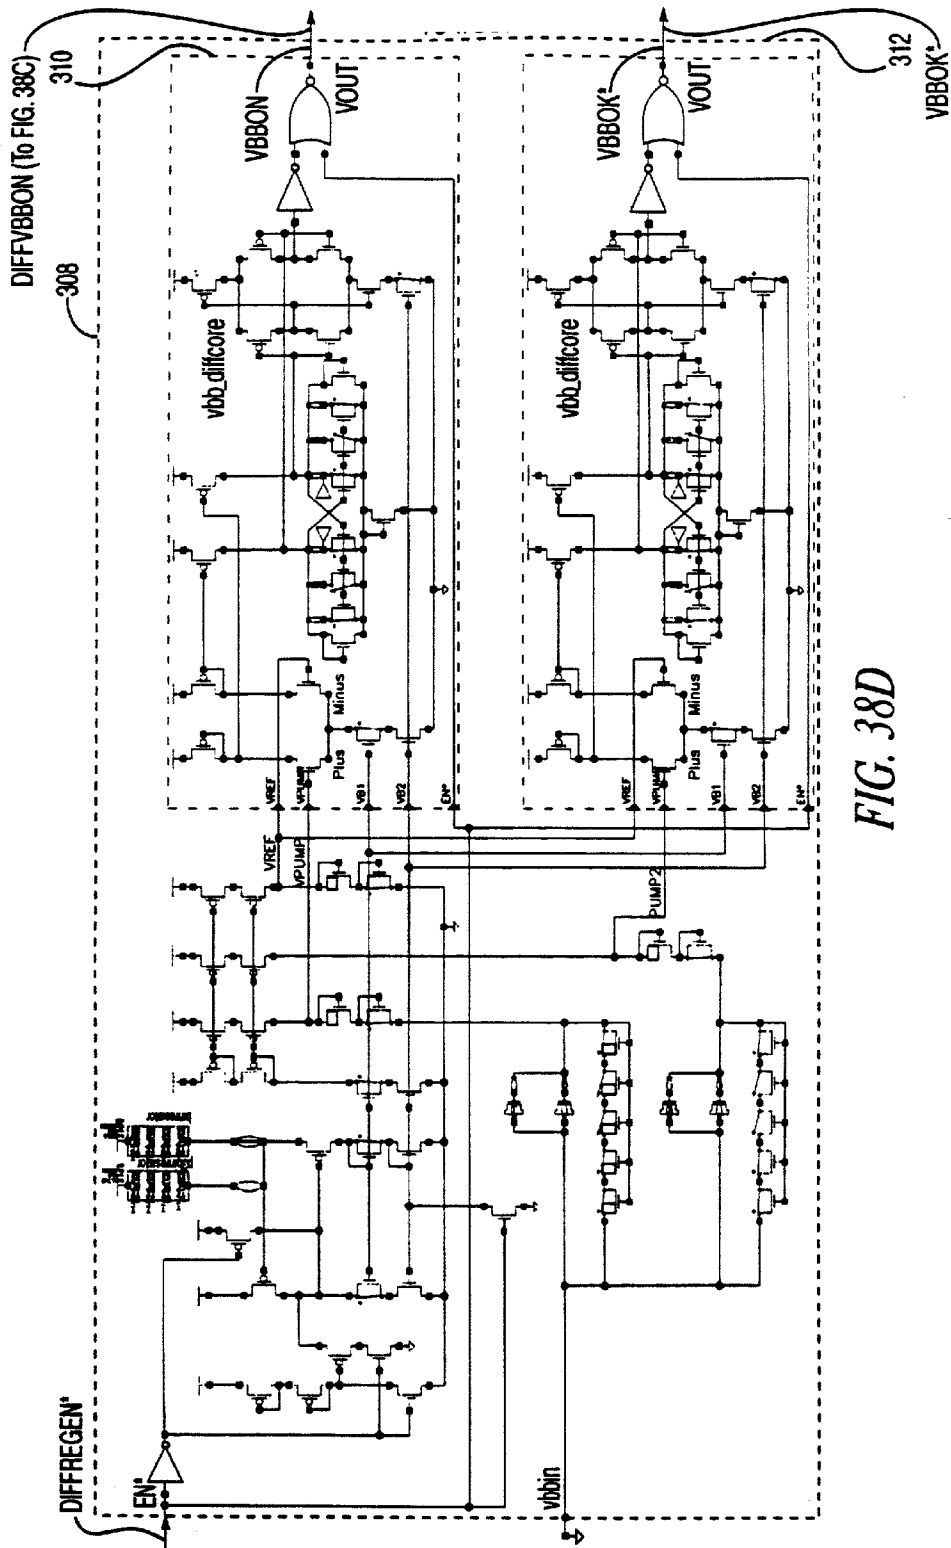 DIFFVBBON (To FIG. 38C)
310
308
VBBON
VOUT
vbb_diffcore
Minus
Plus
VREF
VPUMP
VB1
VB2
EN*
VREF
VPUMP
312
VBBOK*
VBBOK*
VOUT
vbb_diffcore
Minus
Plus
VREF
VPUMP
VB1
VB2
EN*
PUMP2
DIFFREGEN*
EN*
vbbin
FIG. 38D